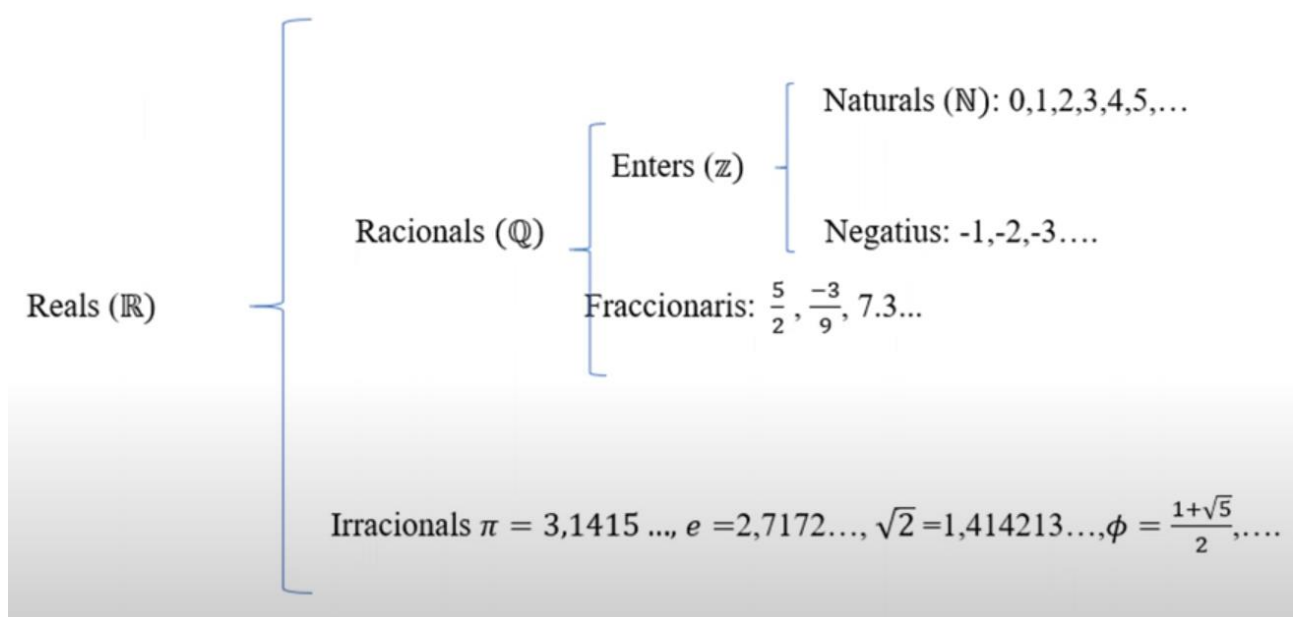 Naturals (ℕ): 0,1,2,3,4,5,…
Enters (ℤ)
Racionals (ℚ)
Negatius: -1,-2,-3….
Reals (ℝ)
Fraccionaris: 5/2, -3/9, 7.3...
Irracionals π = 3,1415 ..., e =2,7172…, √2 =1,414213…,ϕ = (1+√5)/2,….